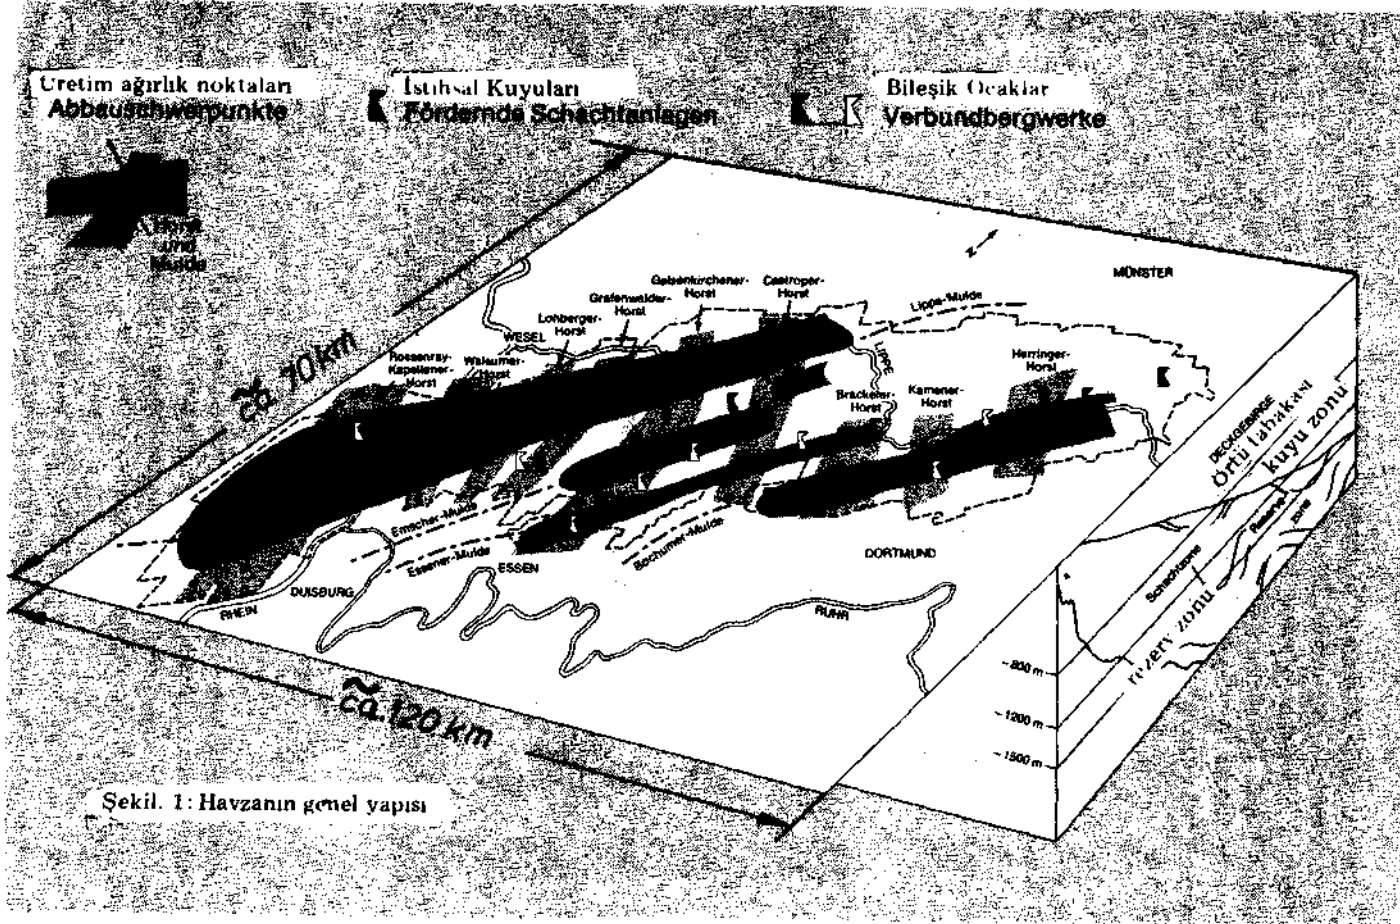 Üretim ağırlık noktaları
Abbauschwerpunkte
İstihsal Kuyuları
Fördernde Schachtanlagen
Bileşik Ocaklar
Verbundbergwerke
Horst
und
Mulde
N
MÜNSTER
ca. 70 km
WESEL
Rossenray-
Kapellener-
Horst
Walsumer-
Horst
Lohberger-
Horst
Grafenwalder-
Horst
Gelsenkirchener-
Horst
Castroper-
Horst
Lippe-Mulde
LIPPE
Brackeler-
Horst
Kamener-
Horst
Herringer-
Horst
DECKGEBIRGE
Örtü tabakası
kuyu zonu
Emscher-Mulde
Essener-Mulde
Bochumer-Mulde
ESSEN
DORTMUND
DUISBURG
RHEIN
RUHR
Schachtzone
Reserve
zone
rezerv zonu
- 800 m
- 1200 m
- 1500 m
ca. 120 km
Şekil. 1: Havzanın genel yapısı